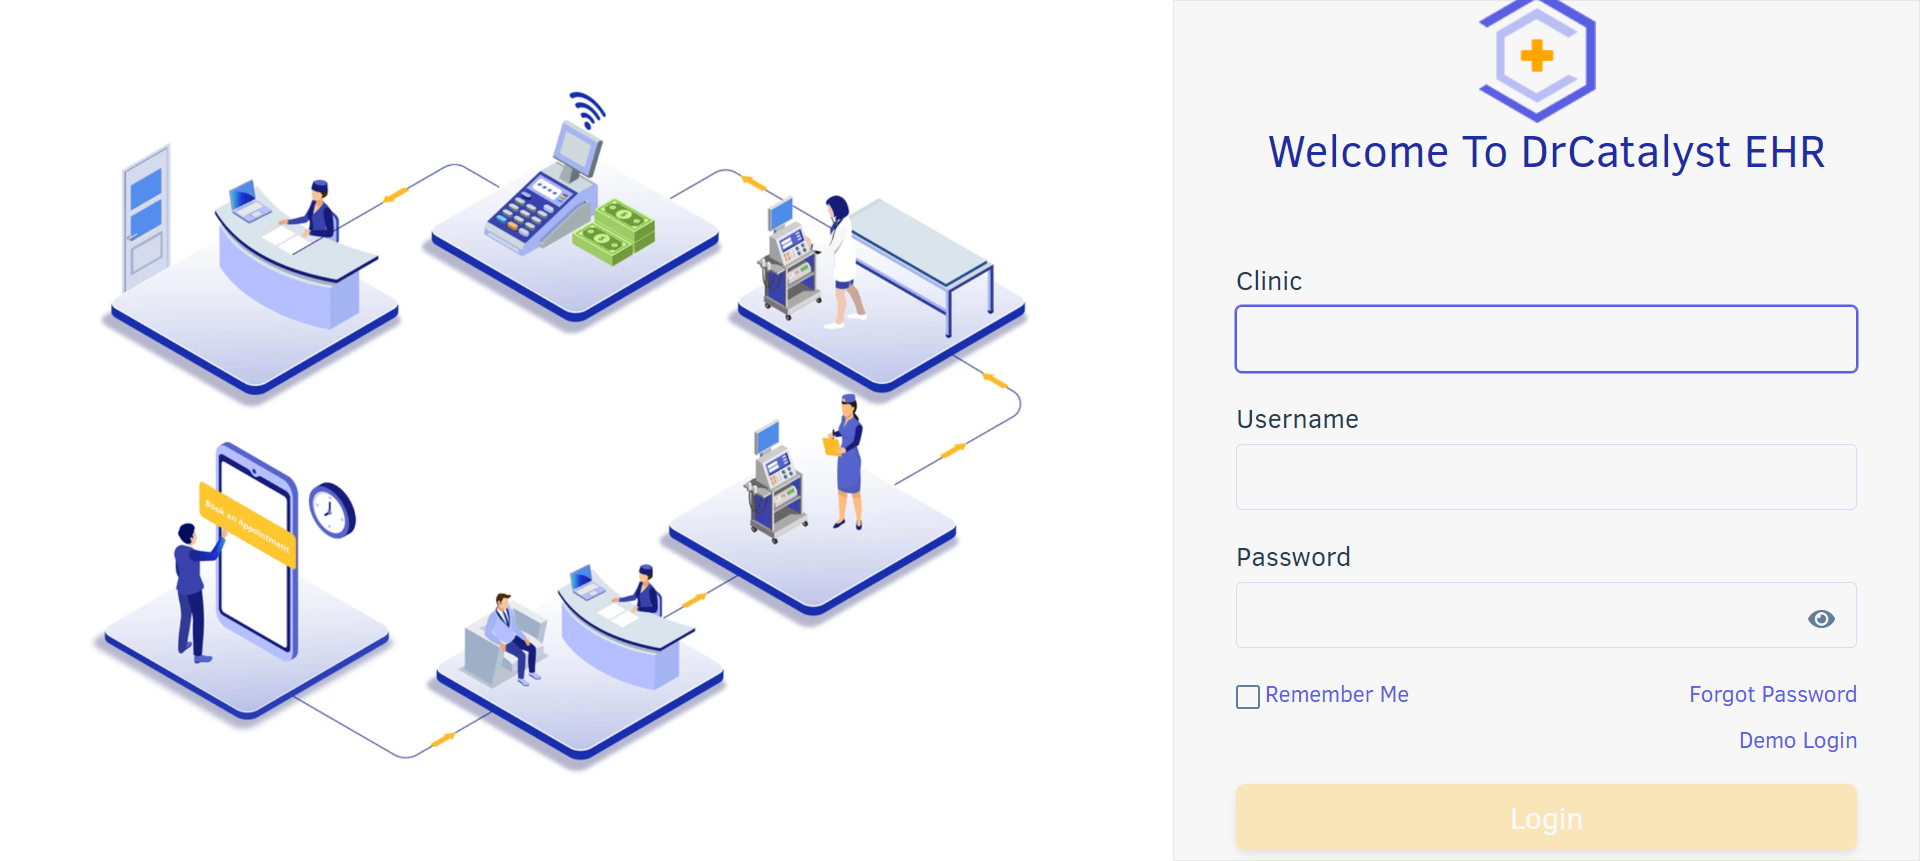 Book an Appointment
Welcome To DrCatalyst EHR
Clinic
Username
Password
Remember Me
Forgot Password
Demo Login
Login